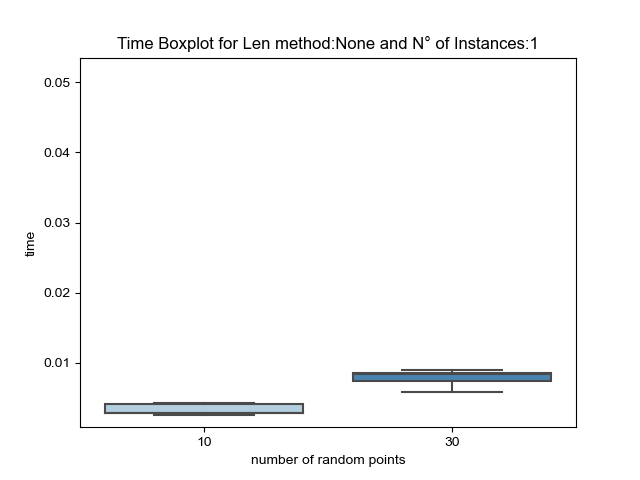 Time Boxplot for Len method:None and N° of Instances:1
0.05
0.04
0.03
0.02
0.01
time
10
30
number of random points